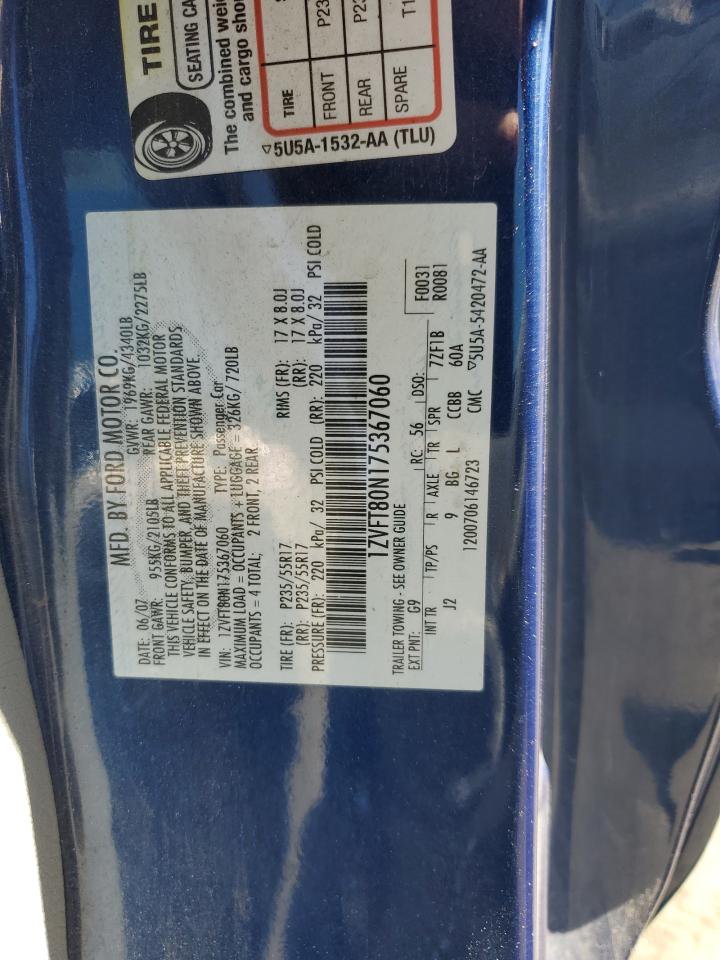 TIRE
SEATING CA
The combined weig
and cargo shou
TIRE
FRONT P23
REAR P23
SPARE T1
▽5U5A-1532-AA (TLU)
MFD. BY FORD MOTOR CO.
DATE: 06/07 GVWR: 1969KG/4340LB
FRONT GAWR: 955KG/2105LB REAR GAWR: 1032KG/2275LB
THIS VEHICLE CONFORMS TO ALL APPLICABLE FEDERAL MOTOR
VEHICLE SAFETY, BUMPER, AND THEFT PREVENTION STANDARDS
IN EFFECT ON THE DATE OF MANUFACTURE SHOWN ABOVE.
VIN: 1ZVFT80N175367060 TYPE: Passenger Car
MAXIMUM LOAD = OCCUPANTS + LUGGAGE = 326KG/720LB
OCCUPANTS = 4 TOTAL; 2 FRONT, 2 REAR
TIRE (FR): P235/55R17 RIMS (FR): 17 X 8.0J
(RR): P235/55R17 (RR): 17 X 8.0J
PRESSURE (FR): 220 kPa/ 32 PSI COLD (RR): 220 kPa/ 32 PSI COLD
1ZVFT80N175367060
TRAILER TOWING - SEE OWNER GUIDE
EXT PNT: G9 RC: 56 DSO: F0031
R0081
INT TR TP/PS R AXLE TR SPR 7ZF1B
J2 9 BG L CCBB 60A
1200706146723 CMC ▽5U5A-5420472-AA